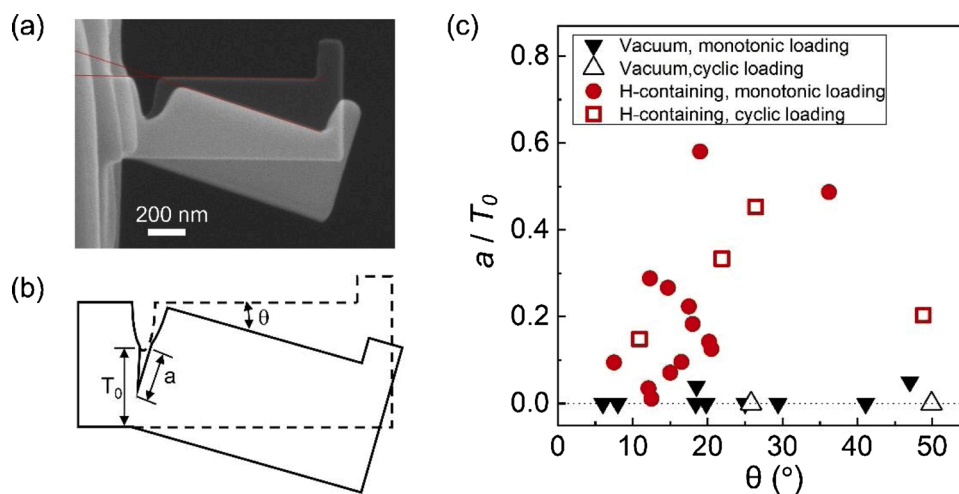 (a)
200 nm
(b)
θ
T0
a
(c)
a / T0
0.8
0.6
0.4
0.2
0.0
Vacuum, monotonic loading
Vacuum,cyclic loading
H-containing, monotonic loading
H-containing, cyclic loading
0 10 20 30 40 50
θ (°)